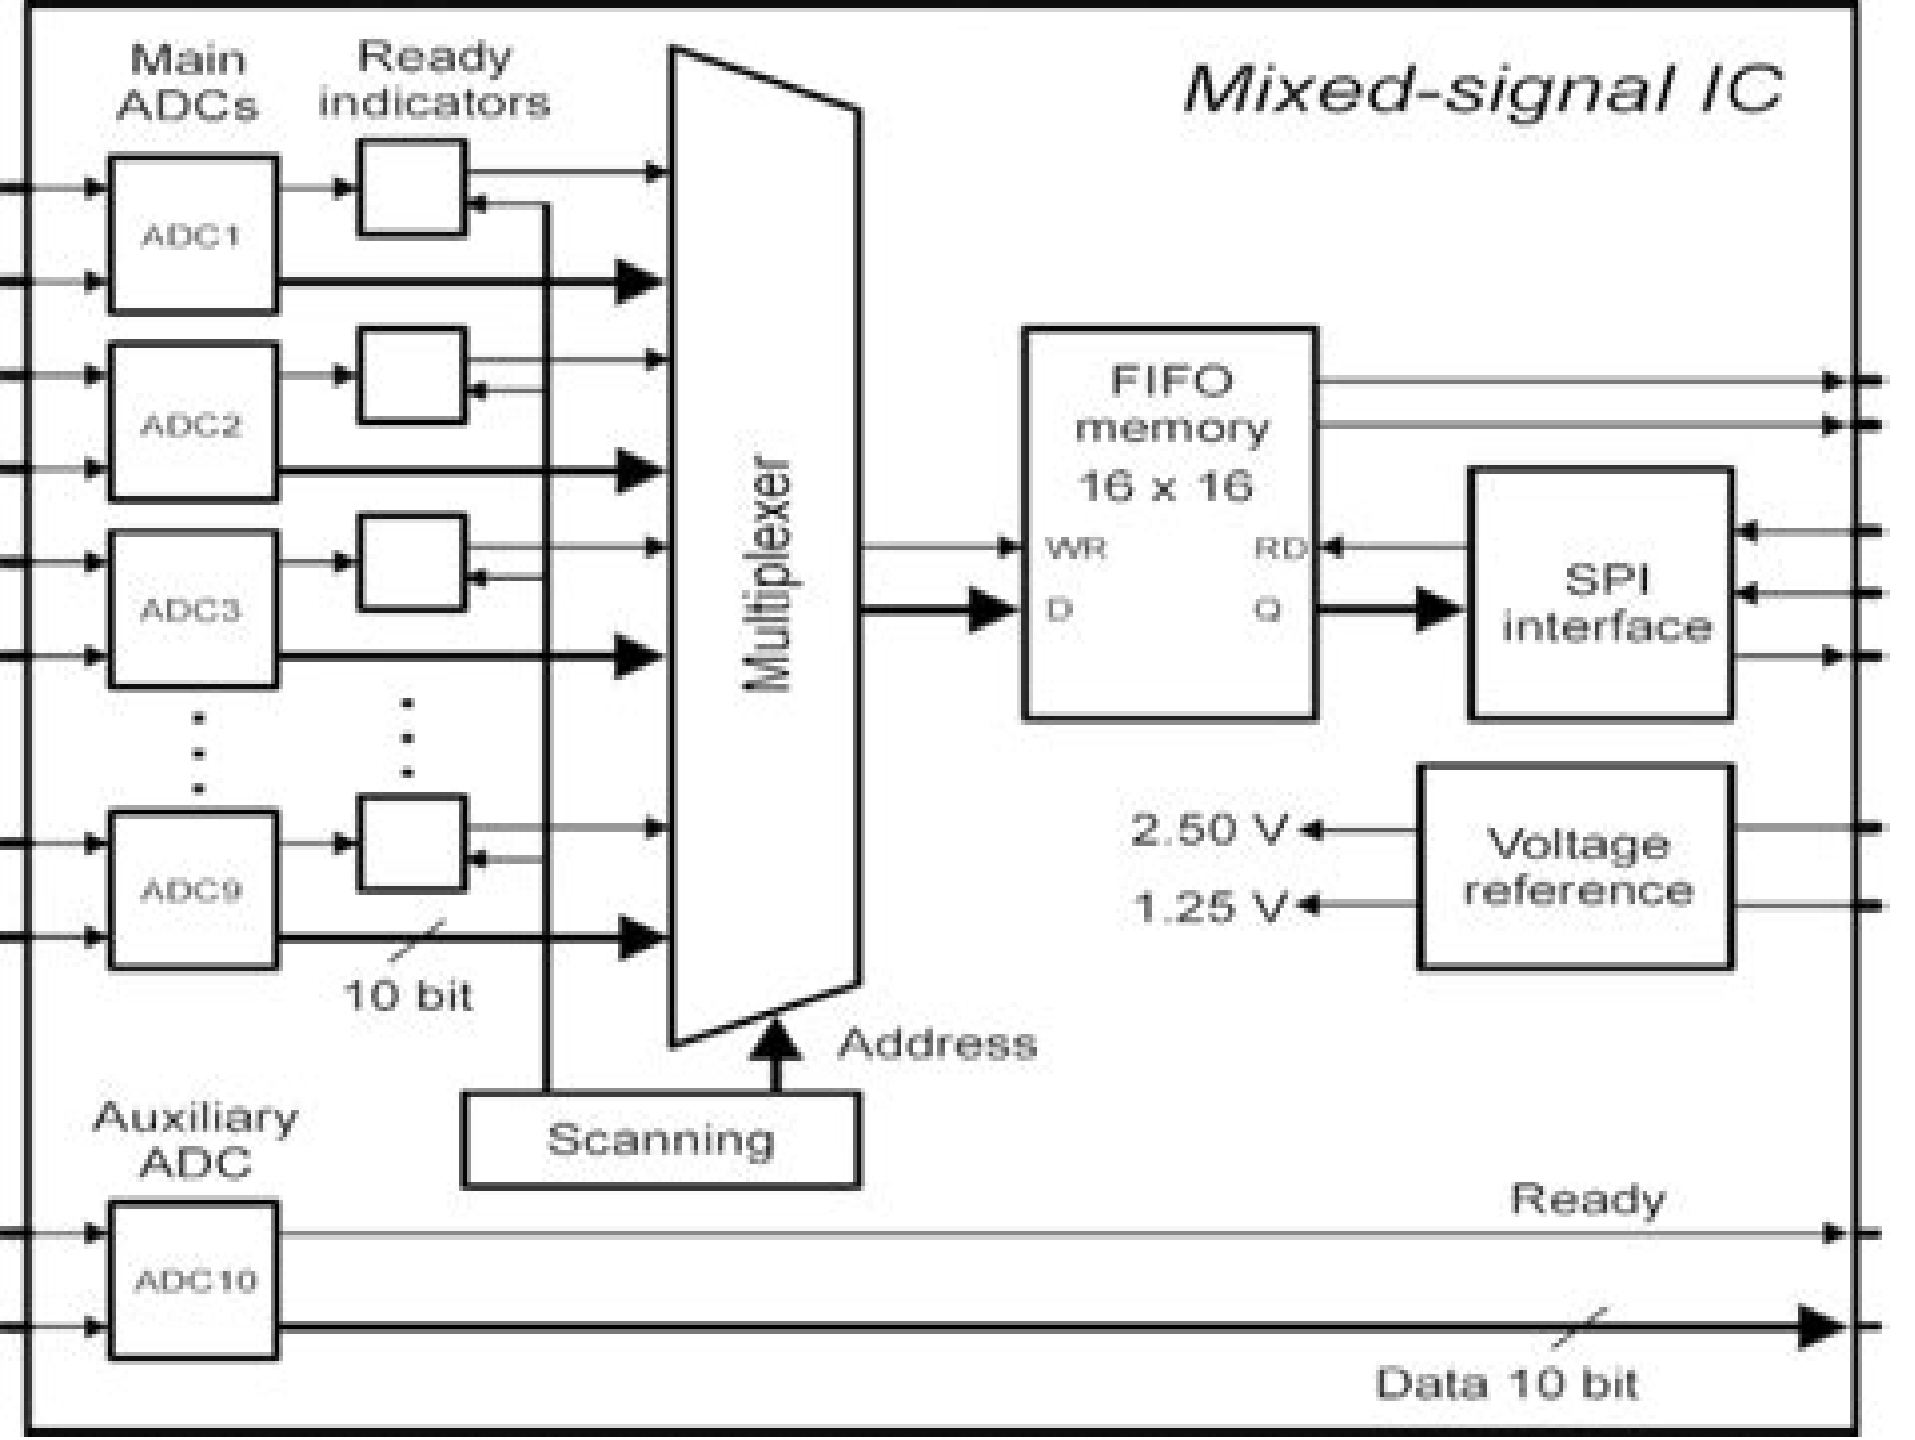 Main
ADCs
Ready
indicators
Mixed-signal IC
ADC1
ADC2
ADC3
ADC9
10 bit
Multiplexer
FIFO
memory
16 x 16
WR
RD
D
Q
SPI
interface
2.50 V
1.25 V
Voltage
reference
Address
Scanning
Auxiliary
ADC
ADC10
Ready
Data 10 bit